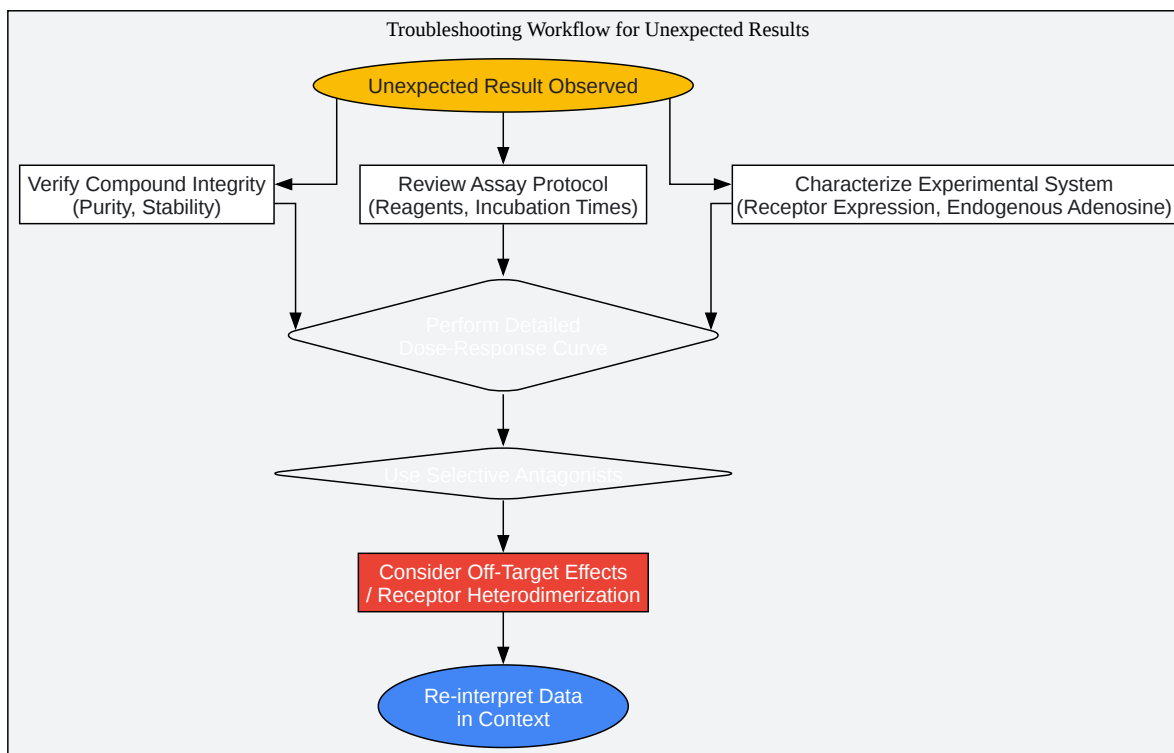 Troubleshooting Workflow for Unexpected Results
Unexpected Result Observed
Verify Compound Integrity
(Purity, Stability)
Review Assay Protocol
(Reagents, Incubation Times)
Characterize Experimental System
(Receptor Expression, Endogenous Adenosine)
Perform Detailed
Dose-Response Curve
Use Selective Antagonists
Consider Off-Target Effects
/ Receptor Heterodimerization
Re-interpret Data
in Context